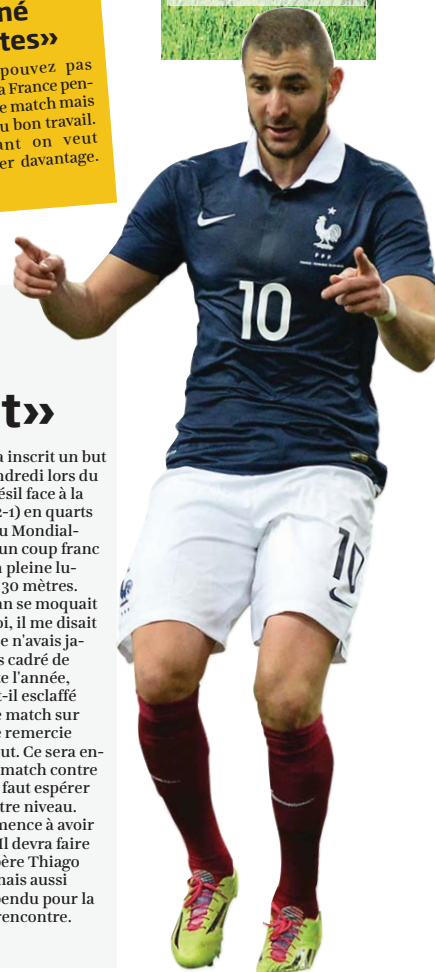 né
tes»
pouvez pas
a France pen-
e match mais
u bon travail.
ant on veut
er davantage.
FFF
10
10
t»
a inscrit un but
ndredi lors du
ésil face à la
2-1) en quarts
u Mondial-
un coup franc
n pleine lu-
30 mètres.
an se moquait
oi, il me disait
e n'avais ja-
s cadré de
te l'année,
t-il esclaffé
e match sur
e remercie
ut. Ce sera en-
match contre
faut espérer
tre niveau.
mence à avoir
Il devra faire
père Thiago
nais aussi
pendu pour la
rencontre.